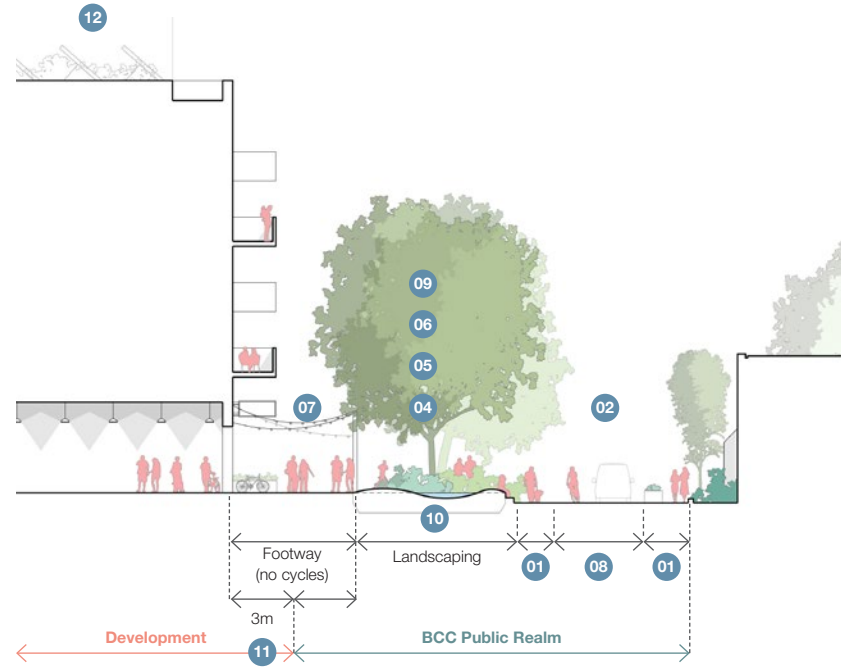 12
09
06
05
07
04
02
10
Footway
(no cycles)
Landscaping
01
08
01
3m
Development
11
BCC Public Realm